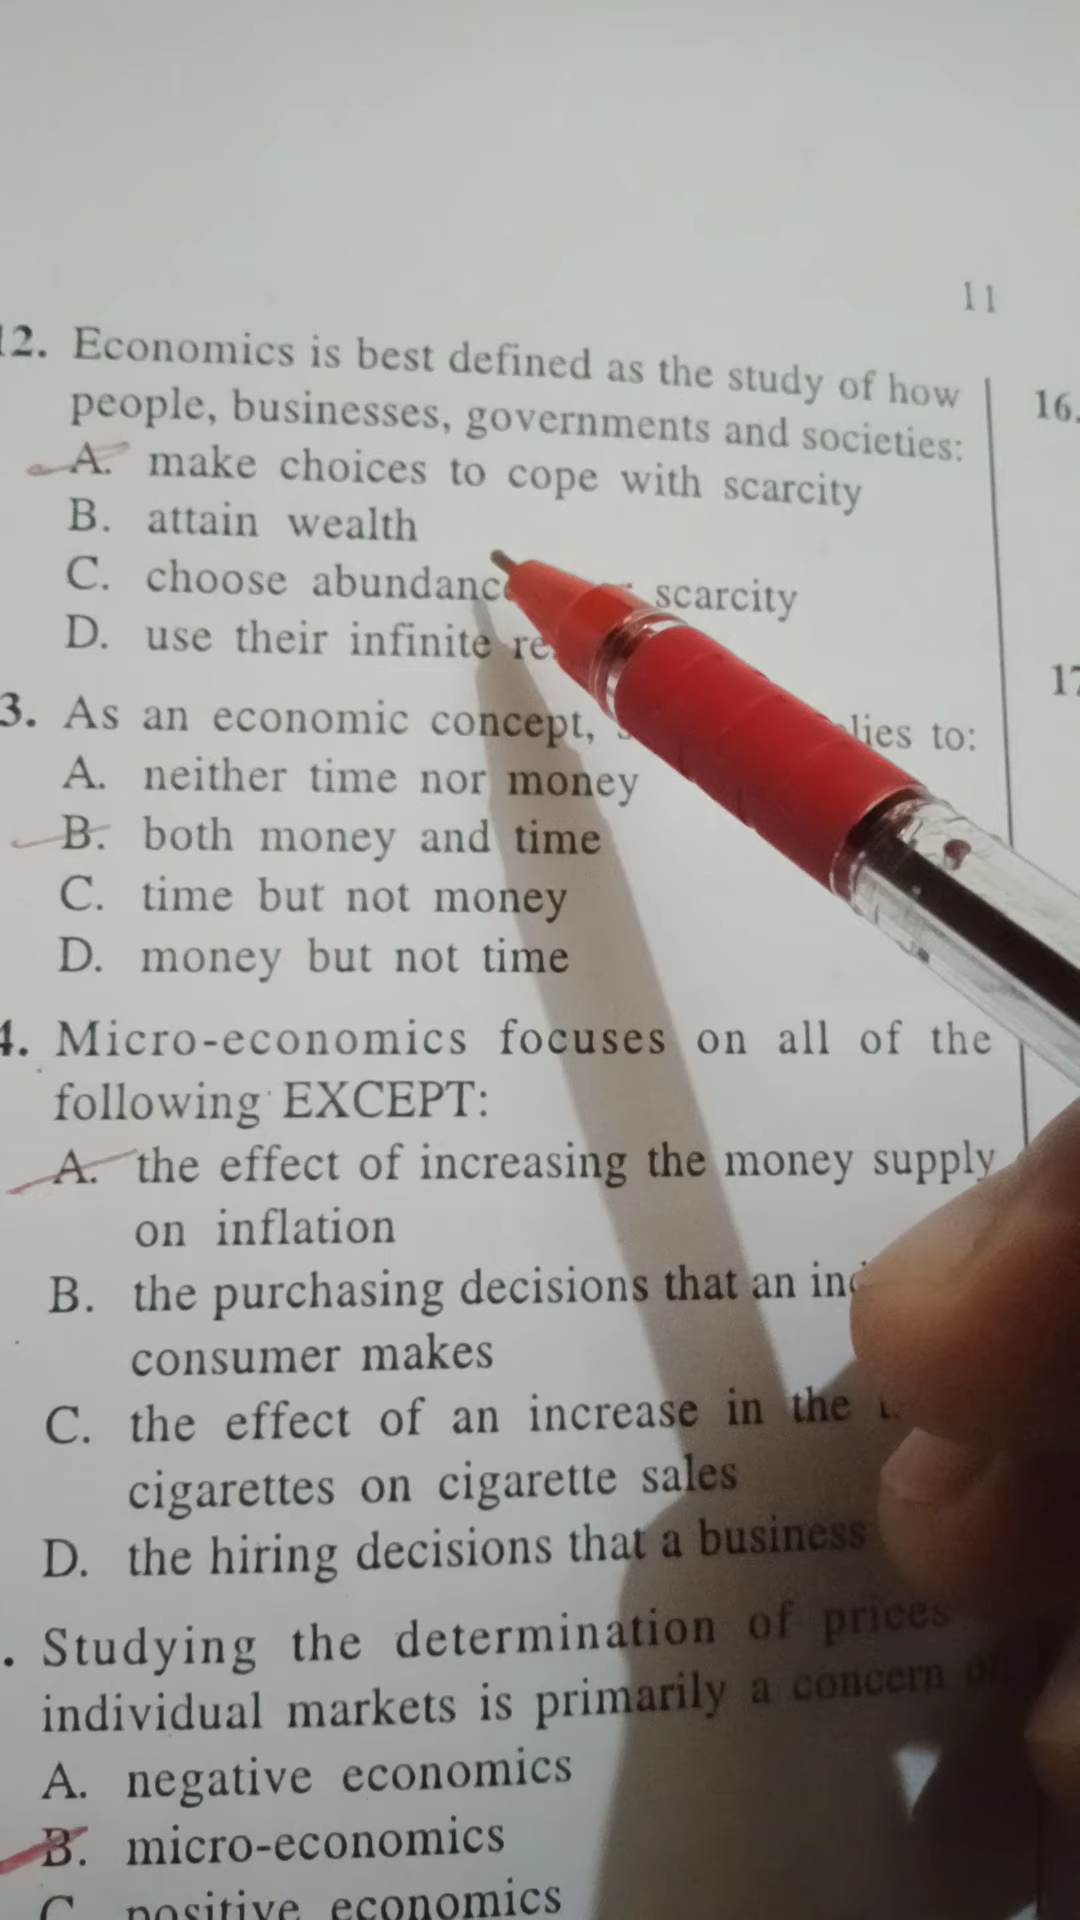 11
12. Economics is best defined as the study of how
people, businesses, governments and societies:
A. make choices to cope with scarcity
B. attain wealth
C. choose abundanc scarcity
D. use their infinite re
3. As an economic concept, lies to:
A. neither time nor money
B. both money and time
C. time but not money
D. money but not time
4. Micro-economics focuses on all of the
following EXCEPT:
A. the effect of increasing the money supply
on inflation
B. the purchasing decisions that an
consumer makes
C. the effect of an increase in the
cigarettes on cigarette sales
D. the hiring decisions that a business
. Studying the determination of prices
individual markets is primarily a concern
A. negative economics
B. micro-economics
C positive economics
16.
17